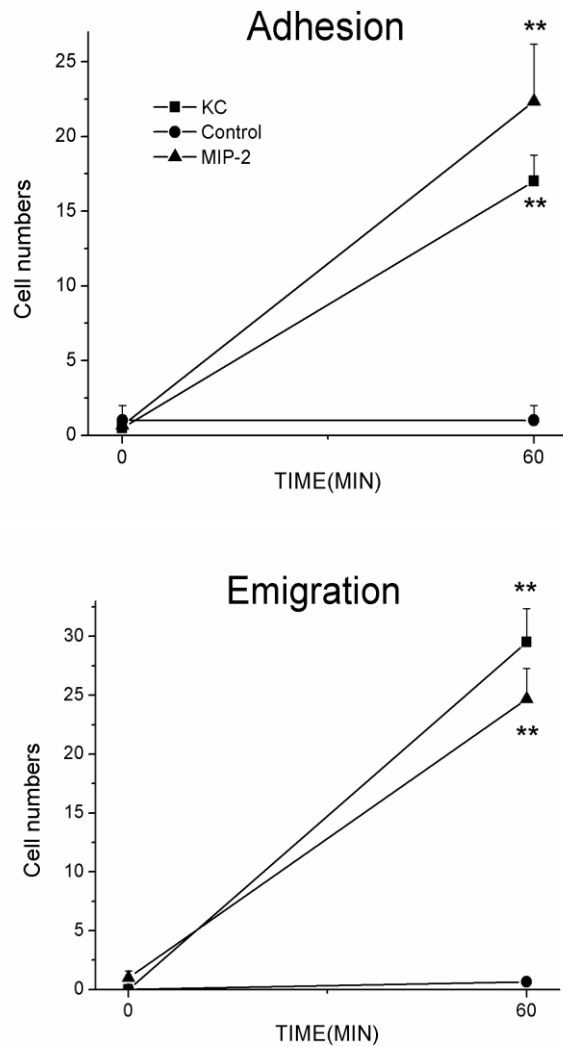 Adhesion
**
25
KC
Control
MIP-2
20
**
15
10
5
0
Cell numbers
0
60
TIME(MIN)
Emigration
**
30
25
**
20
15
10
5
0
Cell numbers
0
60
TIME(MIN)